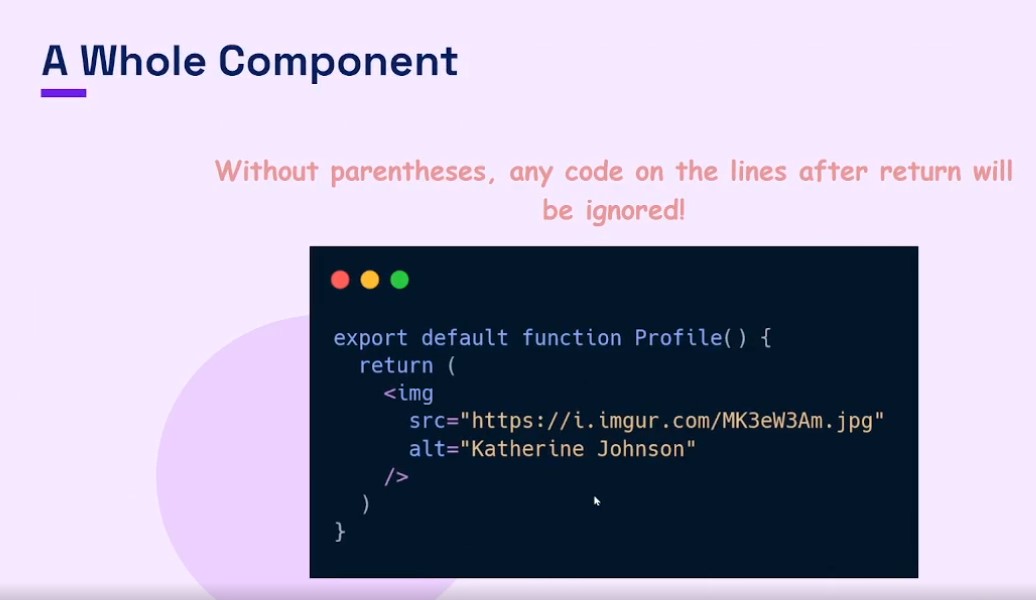 A Whole Component
Without parentheses, any code on the lines after return will
be ignored!
export default function Profile() {
  return (
    <img
      src="https://i.imgur.com/MK3eW3Am.jpg"
      alt="Katherine Johnson"
    />
  )
}